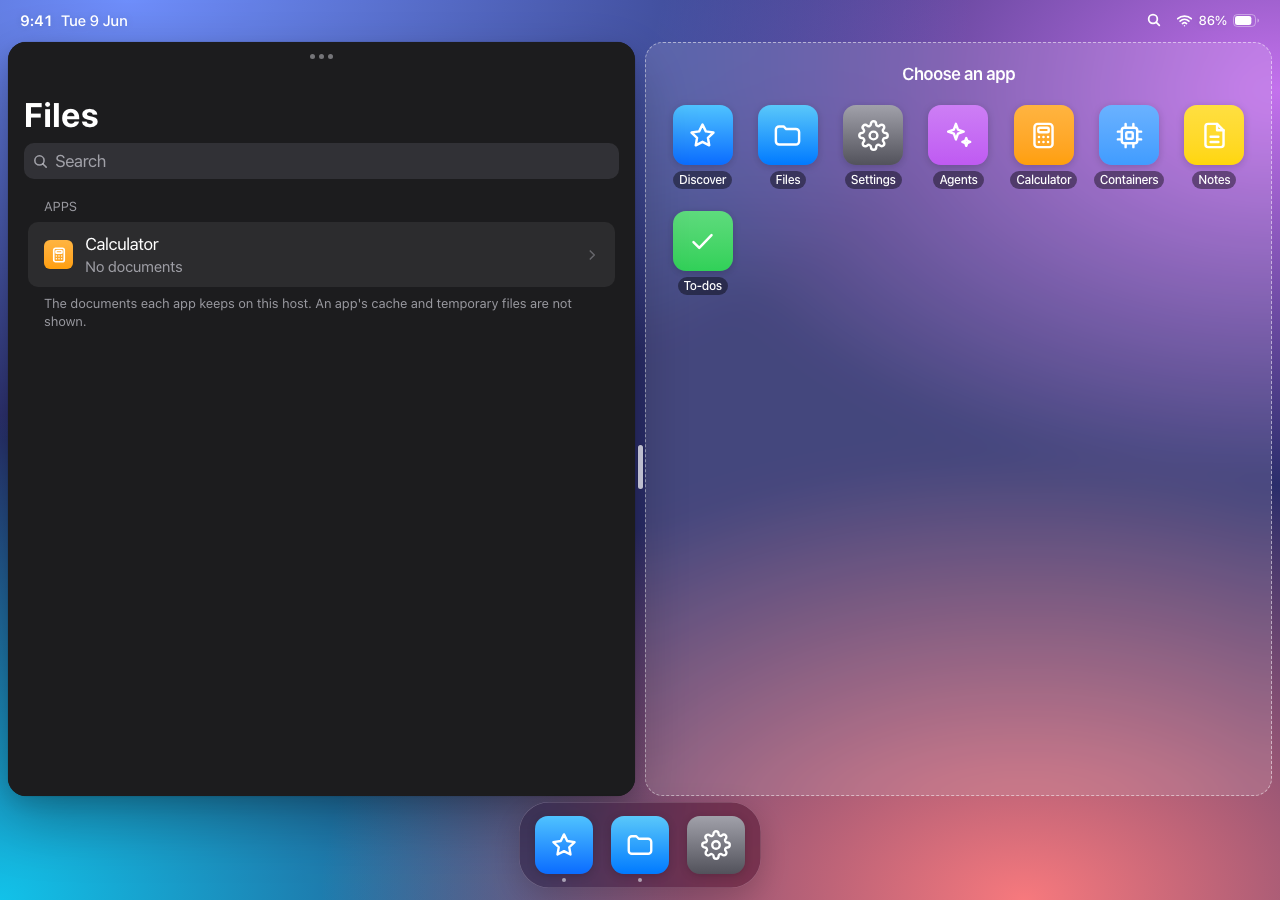 9:41 Tue 9 Jun
86%
Files
Search
APPS
Calculator
No documents
The documents each app keeps on this host. An app's cache and temporary files are not
shown.
Choose an app
Discover
Files
Settings
Agents
Calculator
Containers
Notes
To-dos